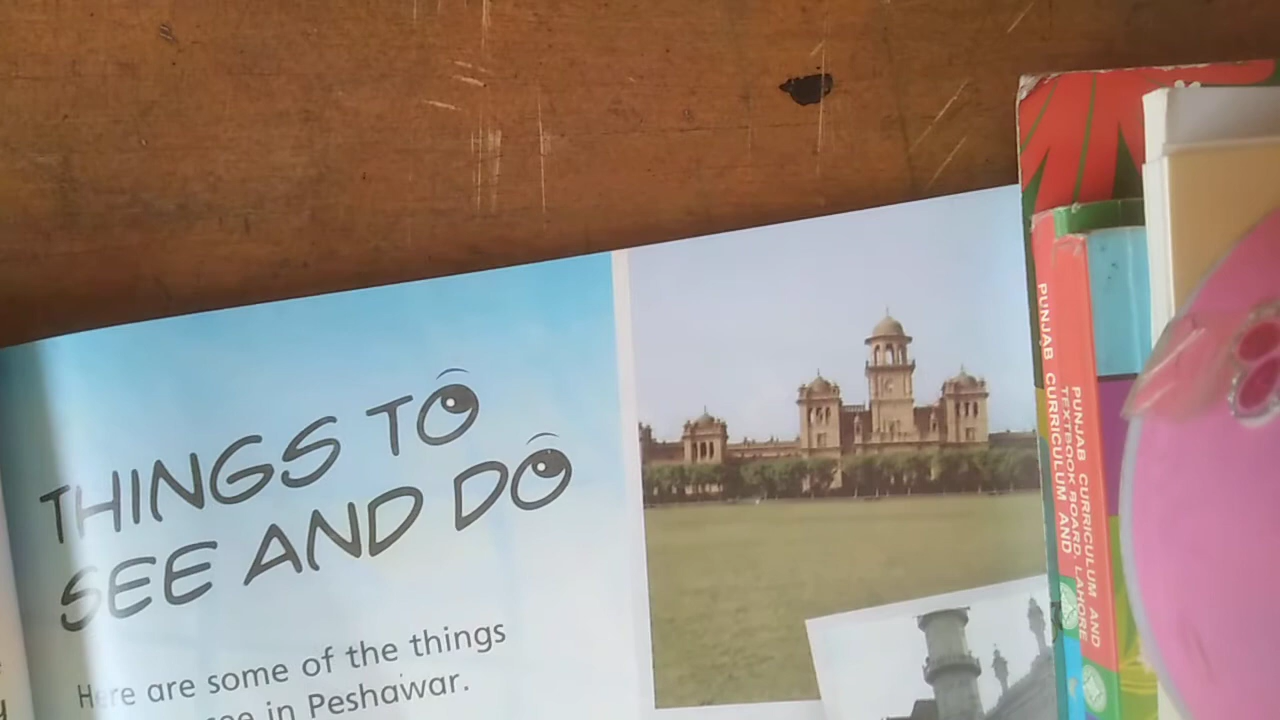 THINGS TO
SEE AND DO
Here are some of the things
in Peshawar.
PUNJAB CURRICULUM AND
PUNJAB CURRICULUM AND
TEXTBOOK BOARD, LAHORE